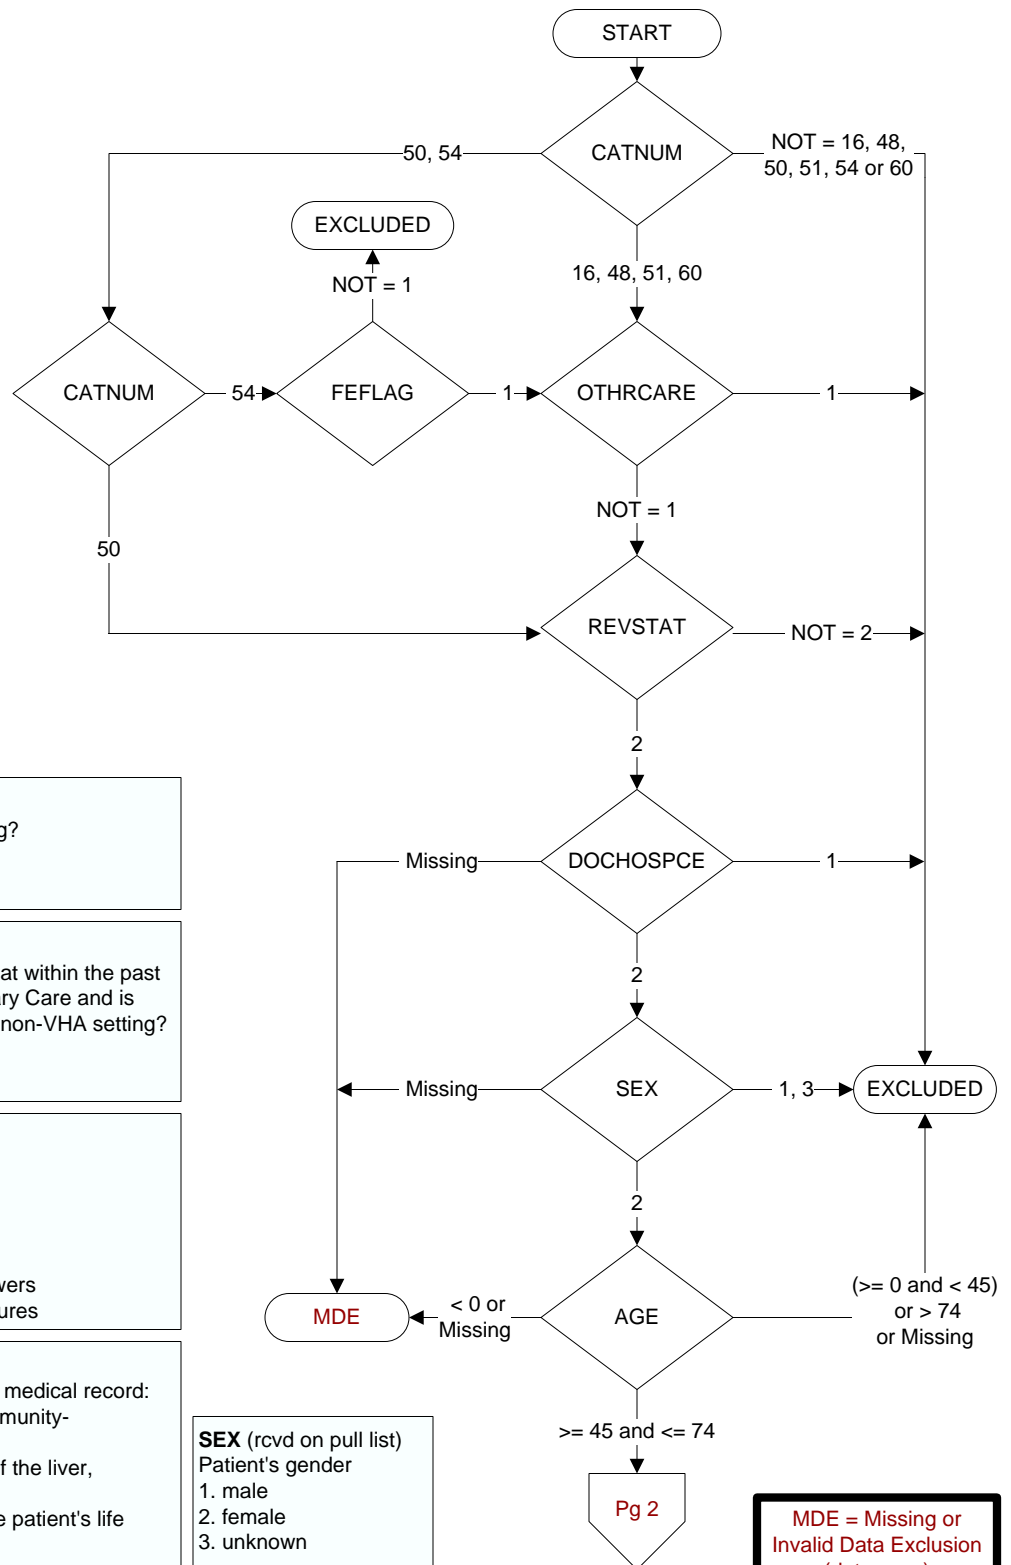 START
CATNUM
50, 54
NOT = 16, 48,
50, 51, 54 or 60
EXCLUDED
NOT = 1
16, 48, 51, 60
CATNUM
54
FEFLAG
1
OTHRCARE
1
NOT = 1
50
REVSTAT
NOT = 2
2
g?
Missing
DOCHOSPCE
1
at within the past
ary Care and is
non-VHA setting?
2
Missing
SEX
1, 3
EXCLUDED
2
wers
ures
MDE
< 0 or
Missing
AGE
(>= 0 and < 45)
or > 74
or Missing
medical record:
munity-
f the liver,
e patient's life
>= 45 and <= 74
SEX (rcvd on pull list)
Patient's gender
1. male
2. female
3. unknown
Pg 2
MDE = Missing or
Invalid Data Exclusion